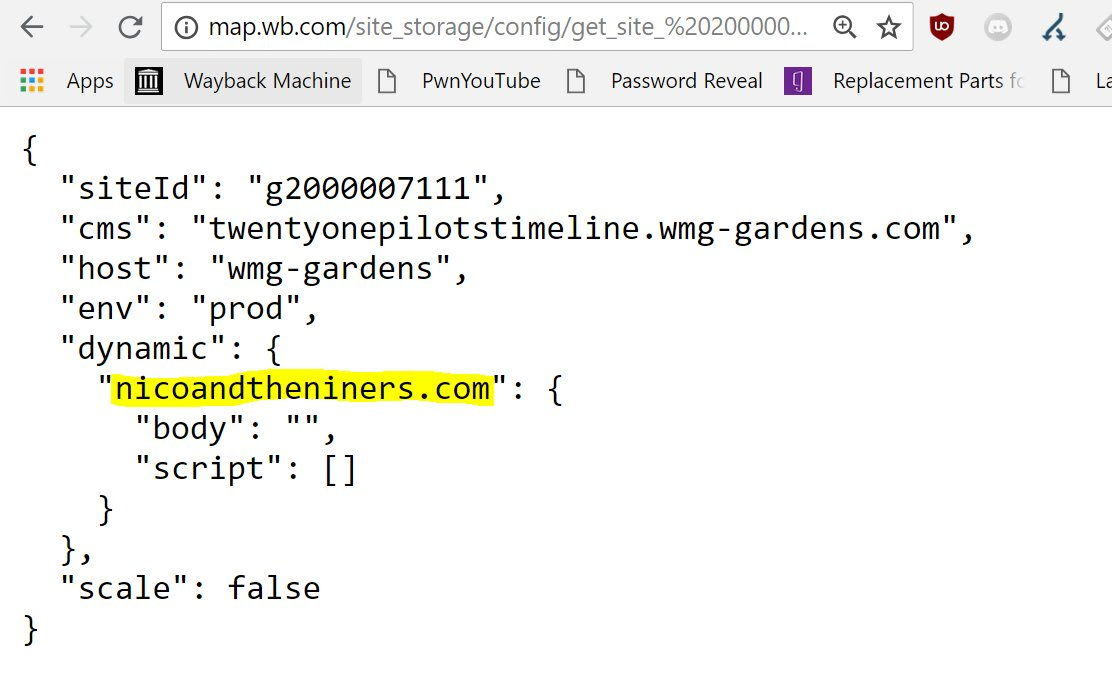 map.wb.com/site_storage/config/get_site_%20200000...
Apps Wayback Machine PwnYouTube Password Reveal Replacement Parts fo La
{
"siteId": "g2000007111",
"cms": "twentyonepilotstimeline.wmg-gardens.com",
"host": "wmg-gardens",
"env": "prod",
"dynamic": {
"nicoandtheniners.com": {
"body": "",
"script": []
}
},
"scale": false
}